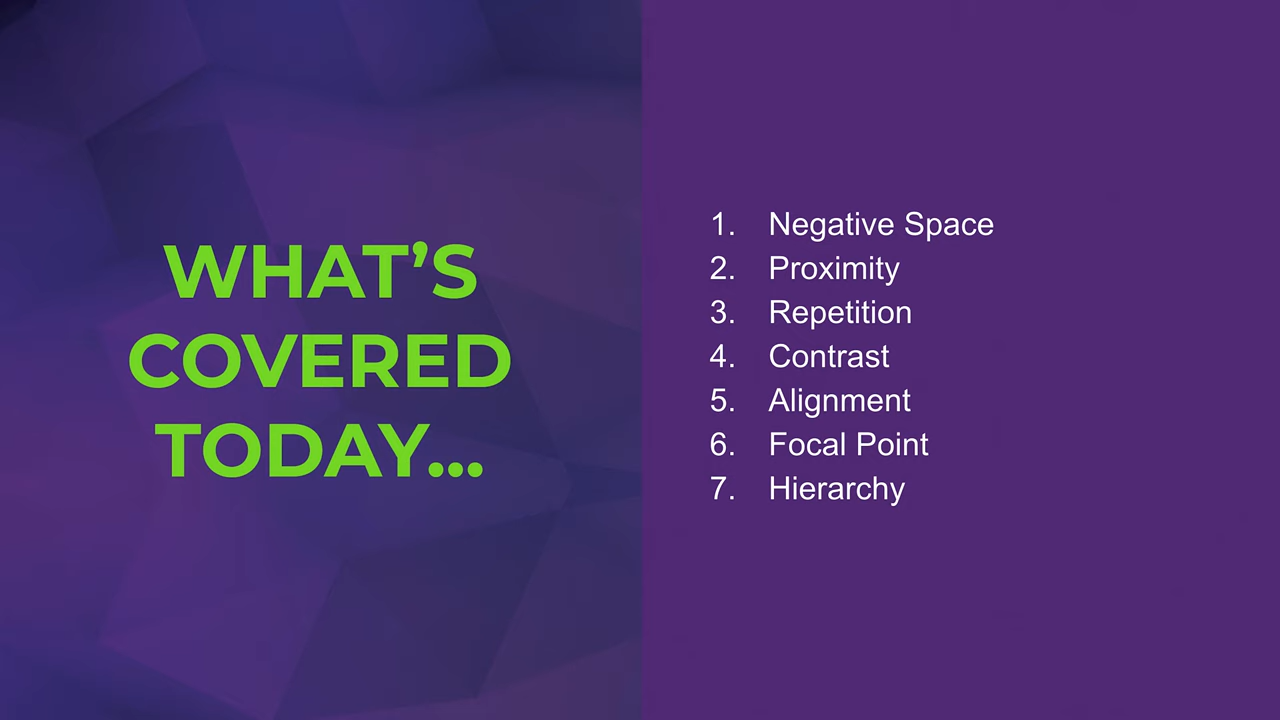 WHAT’S
COVERED
TODAY...
1. Negative Space
2. Proximity
3. Repetition
4. Contrast
5. Alignment
6. Focal Point
7. Hierarchy